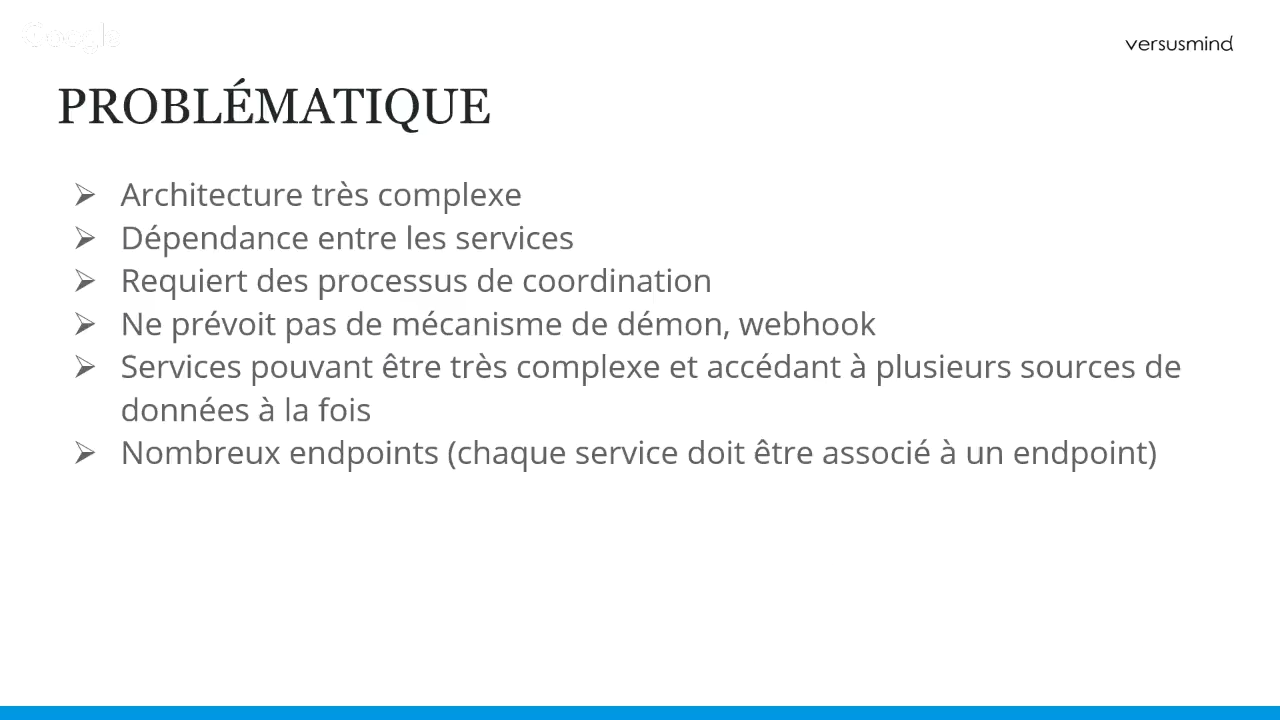 Google
versusmind
PROBLÉMATIQUE
➢ Architecture très complexe
➢ Dépendance entre les services
➢ Requiert des processus de coordination
➢ Ne prévoit pas de mécanisme de démon, webhook
➢ Services pouvant être très complexe et accédant à plusieurs sources de
données à la fois
➢ Nombreux endpoints (chaque service doit être associé à un endpoint)